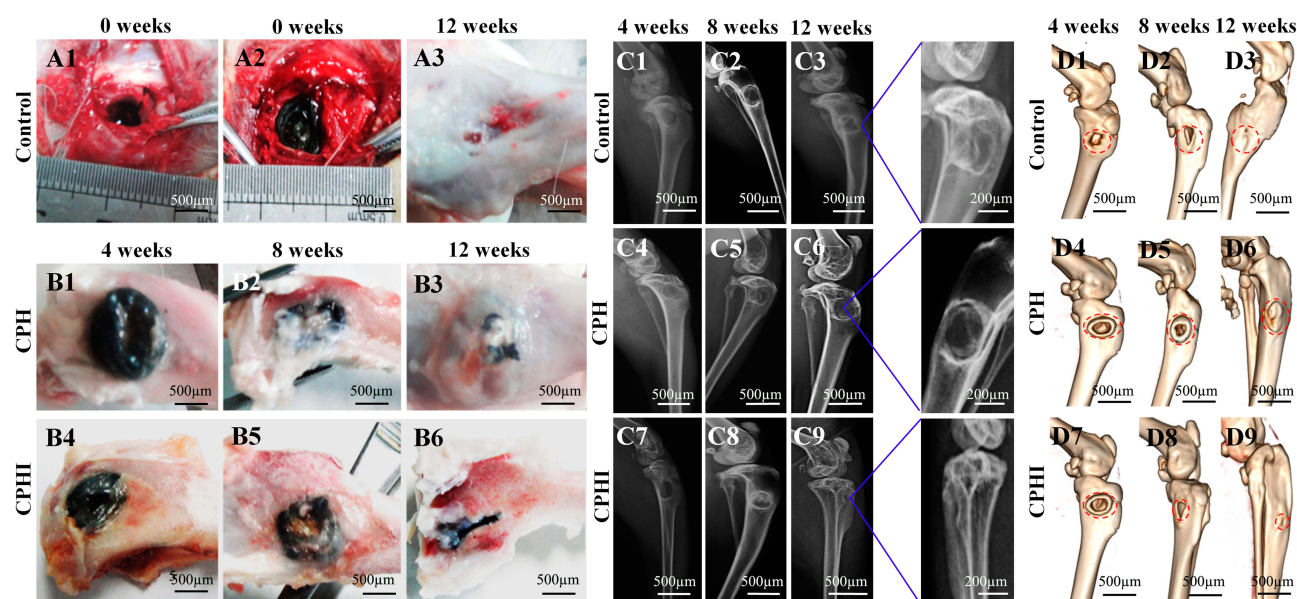 0 weeks 0 weeks 12 weeks
4 weeks 8 weeks 12 weeks
4 weeks 8 weeks 12 weeks
Control
A1 A2 A3
500µm 500µm 500µm
Control
C1 C2 C3
500µm 500µm 500µm 200µm
Control
D1 D2 D3
500µm 500µm 500µm
4 weeks 8 weeks 12 weeks
CPH
B1 B2 B3
500µm 500µm 500µm
CPH
C4 C5 C6
500µm 500µm 500µm 200µm
CPH
D4 D5 D6
500µm 500µm 500µm
CPHI
B4 B5 B6
500µm 500µm 500µm
CPHI
C7 C8 C9
500µm 500µm 500µm 200µm
CPHI
D7 D8 D9
500µm 500µm 500µm